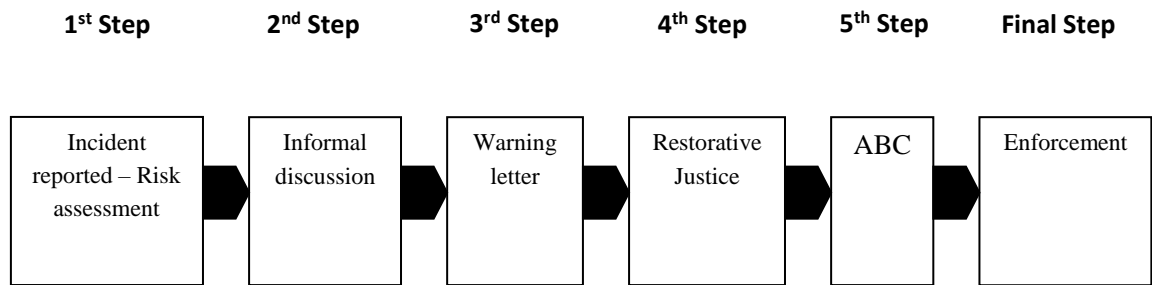 1st Step 2nd Step 3rd Step 4th Step 5th Step Final Step
Incident
reported – Risk
assessment
Informal
discussion
Warning
letter
Restorative
Justice
ABC
Enforcement